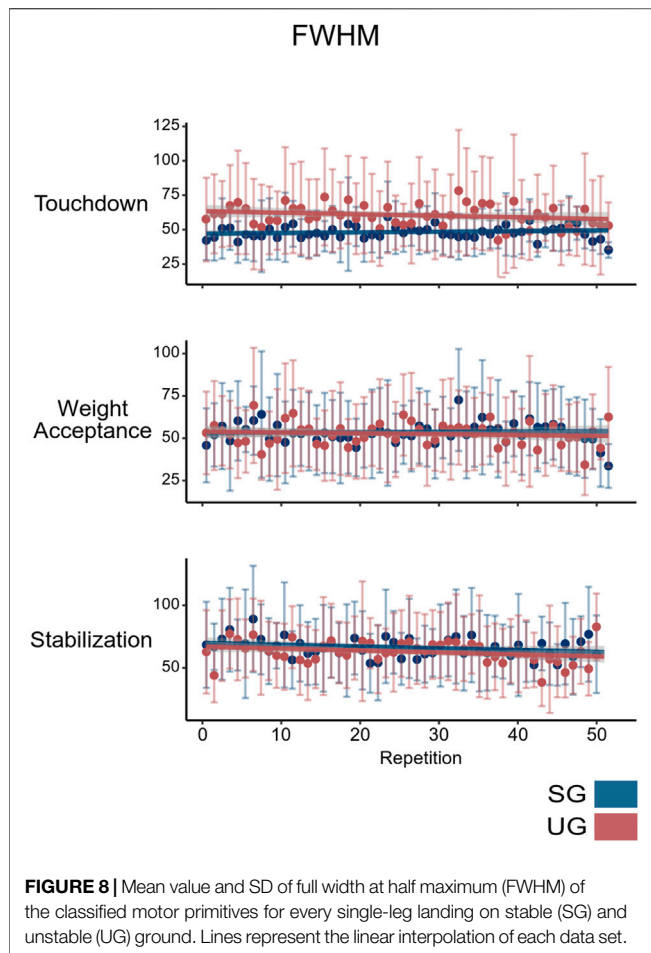 FWHM
Touchdown
125
100
75
50
25
Weight
Acceptance
100
75
50
25
Stabilization
100
50
0 10 20 30 40 50
Repetition
SG
UG
FIGURE 8 | Mean value and SD of full width at half maximum (FWHM) of
the classified motor primitives for every single-leg landing on stable (SG) and
unstable (UG) ground. Lines represent the linear interpolation of each data set.